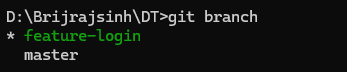 D:\Brijrajsinh\DT>git branch
* feature-login
  master